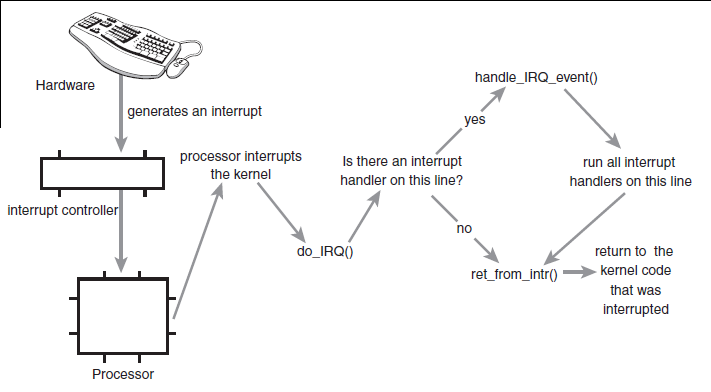 Hardware
generates an interrupt
interrupt controller
Processor
processor interrupts
the kernel
do_IRQ()
Is there an interrupt
handler on this line?
yes
no
handle_IRQ_event()
run all interrupt
handlers on this line
ret_from_intr()
return to the
kernel code
that was
interrupted